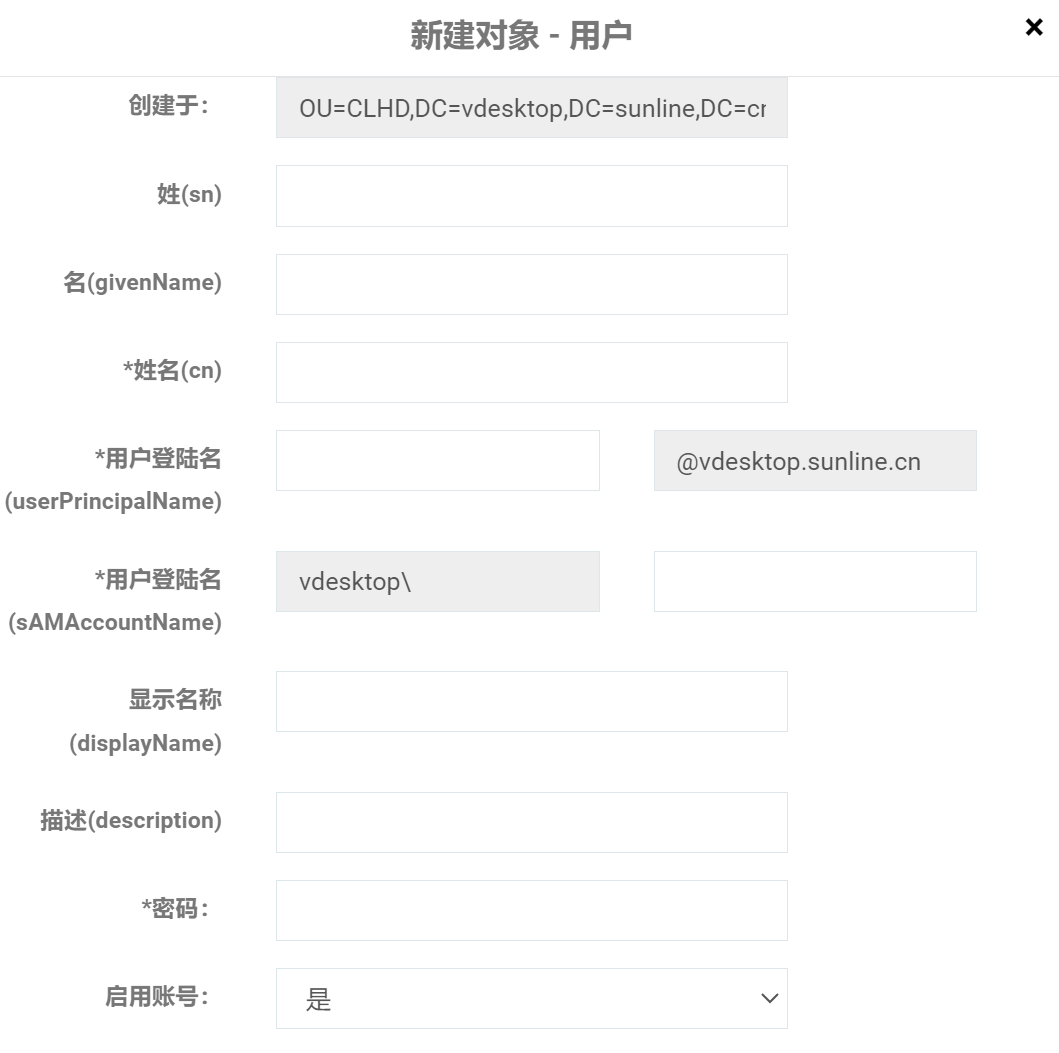 新建对象 - 用户
创建于：
OU=CLHD,DC=vdesktop,DC=sunline,DC=cn
姓(sn)
名(givenName)
*姓名(cn)
*用户登陆名
(userPrincipalName)
@vdesktop.sunline.cn
*用户登陆名
(sAMAccountName)
vdesktop\
显示名称
(displayName)
描述(description)
*密码：
启用账号：
是